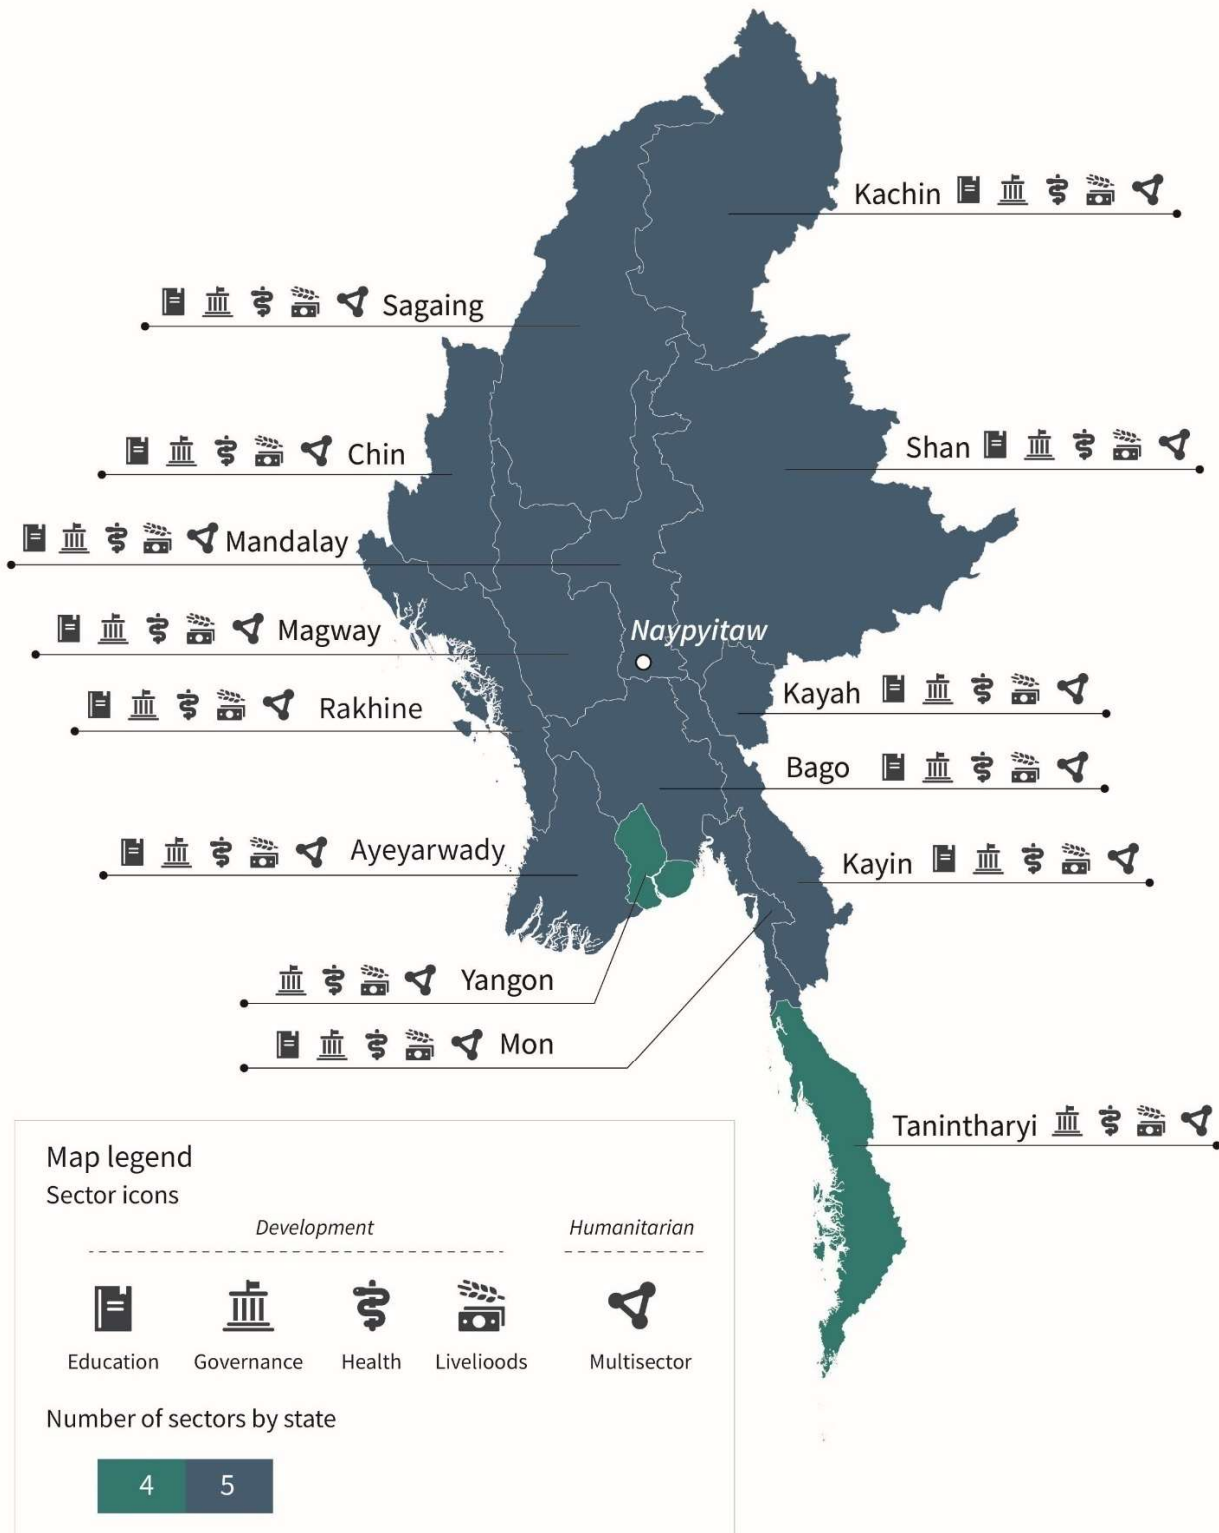 Kachin
Sagaing
Shan
Chin
Mandalay
Magway
Naypyitaw
Kayah
Rakhine
Bago
Ayeyarwady
Kayin
Yangon
Mon
Tanintharyi
Map legend
Sector icons
Development
Humanitarian
Education
Governance
Health
Livelioods
Multisector
Number of sectors by state
4
5